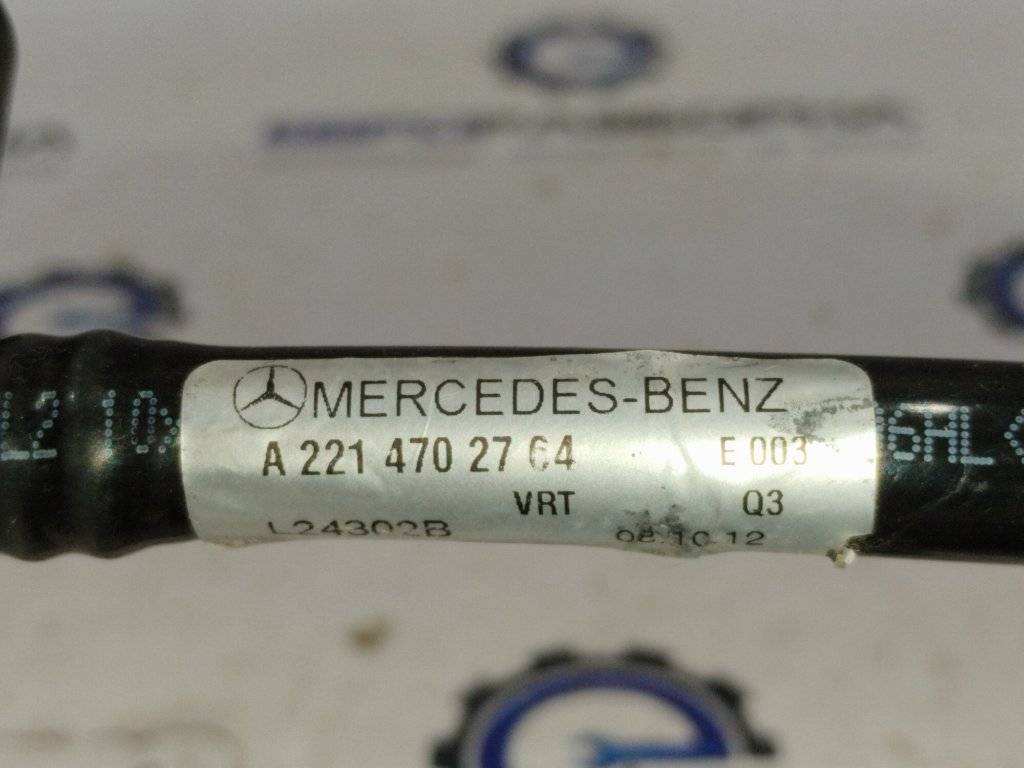 MERCEDES-BENZ
A 221 470 27 64 E 003
VRT Q3
L24302B 08.10.12